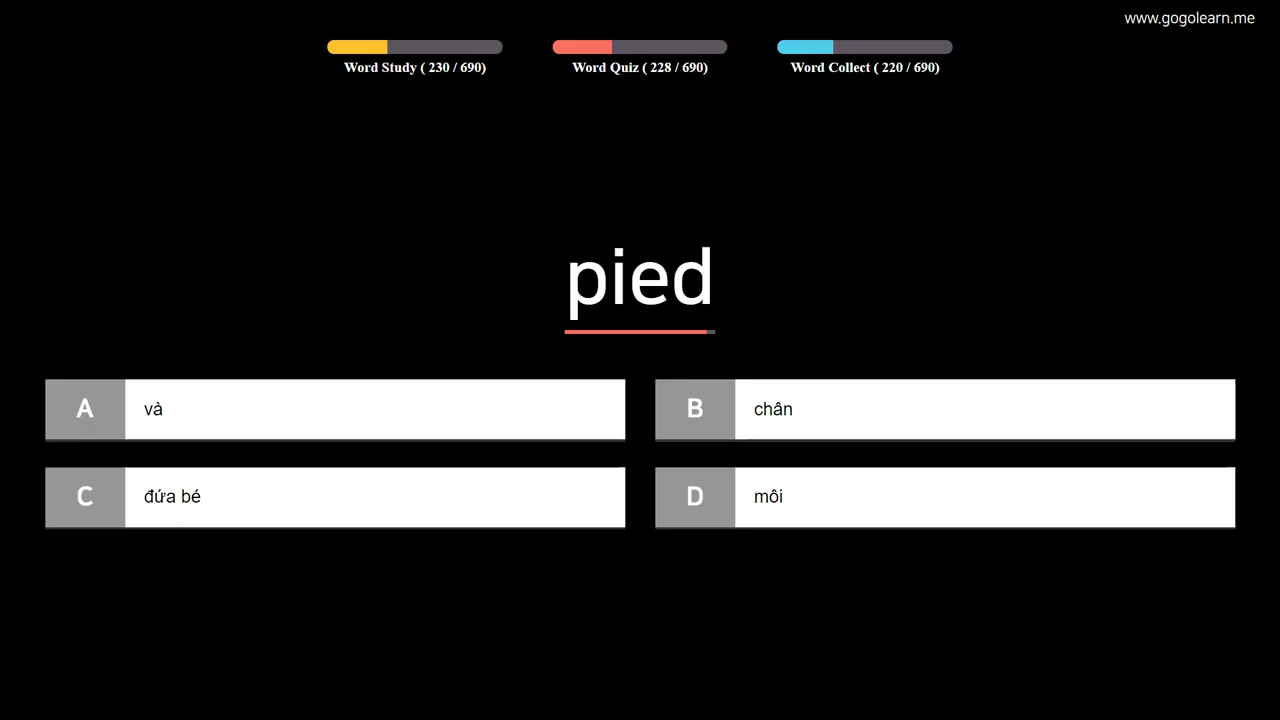 www.gogolearn.me
Word Study ( 230 / 690)
Word Quiz ( 228 / 690)
Word Collect ( 220 / 690)
pied
A và
B chân
C đứa bé
D môi